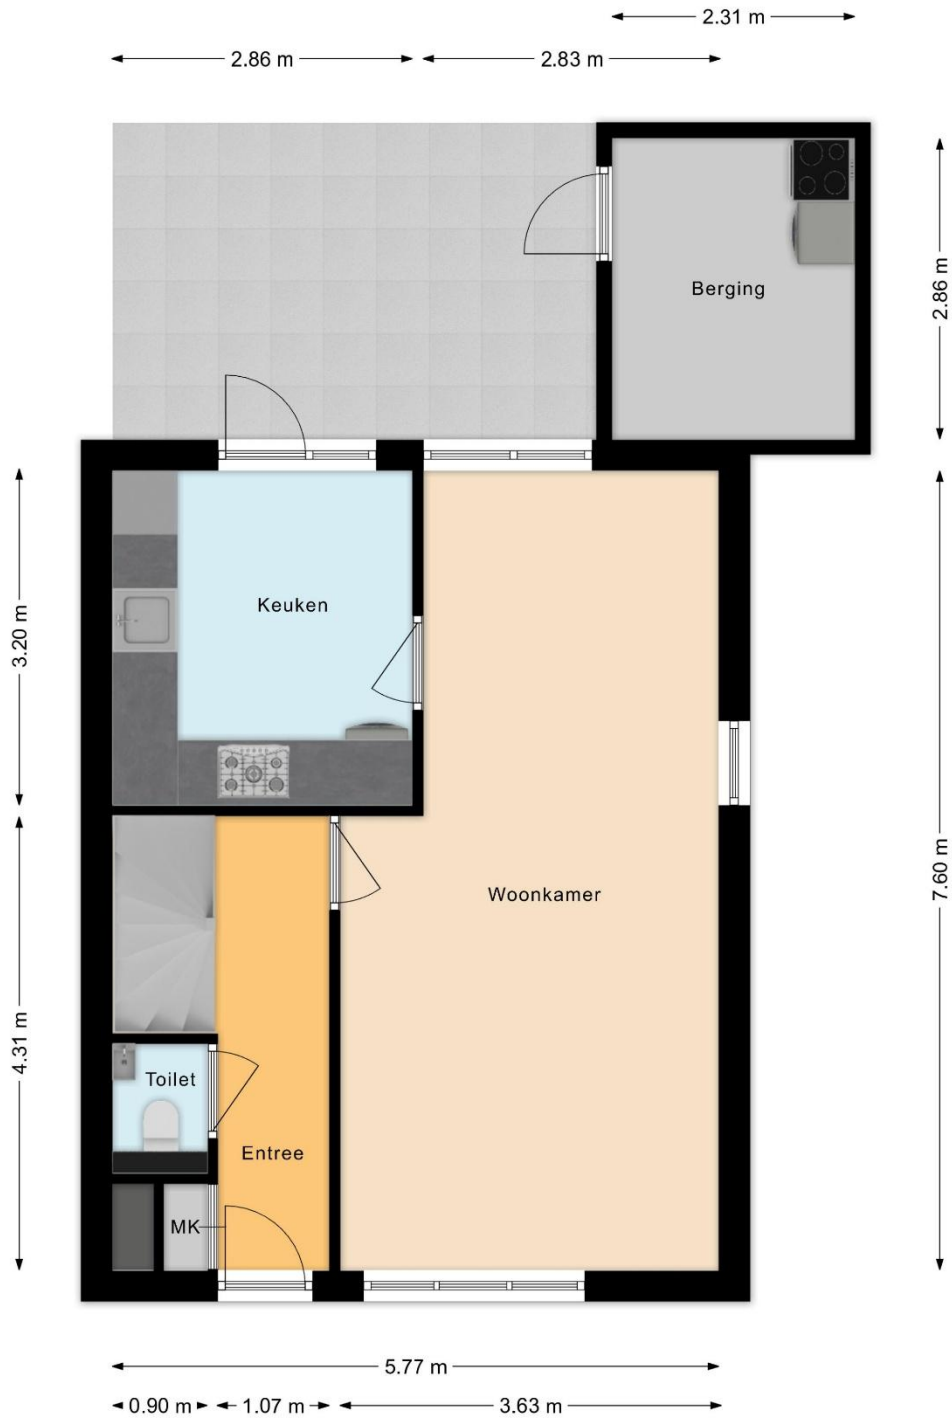 2.31 m
2.86 m
2.83 m
Berging
2.86 m
Keuken
3.20 m
Woonkamer
7.60 m
4.31 m
Toilet
Entree
MK
5.77 m
0.90 m
1.07 m
3.63 m